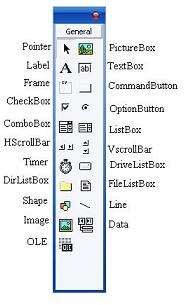 General
Pointer PictureBox
Label A ab TextBox
Frame CommandButton
CheckBox OptionButton
ComboBox ListBox
HScrollBar VscrollBar
Timer DriveListBox
DirListBox FileListBox
Shape Line
Image Data
OLE